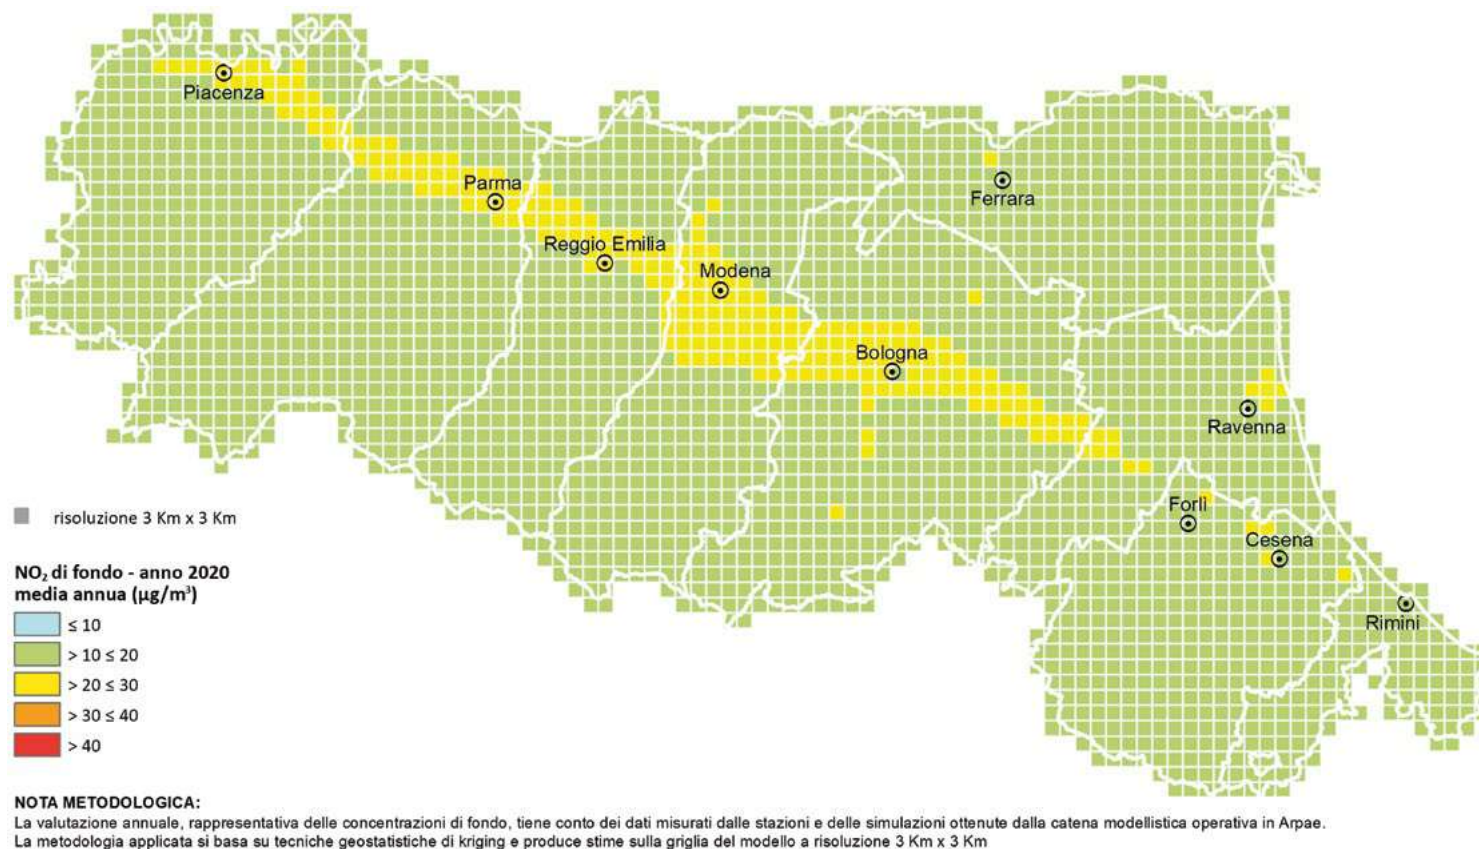 Piacenza
Parma
Ferrara
Reggio Emilia
Modena
Bologna
Ravenna
Forlì
Cesena
Rimini
risoluzione 3 Km x 3 Km
NO₂ di fondo - anno 2020
media annua (µg/m³)
≤ 10
> 10 ≤ 20
> 20 ≤ 30
> 30 ≤ 40
> 40
NOTA METODOLOGICA:
La valutazione annuale, rappresentativa delle concentrazioni di fondo, tiene conto dei dati misurati dalle stazioni e delle simulazioni ottenute dalla catena modellistica operativa in Arpae.
La metodologia applicata si basa su tecniche geostatistiche di kriging e produce stime sulla griglia del modello a risoluzione 3 Km x 3 Km